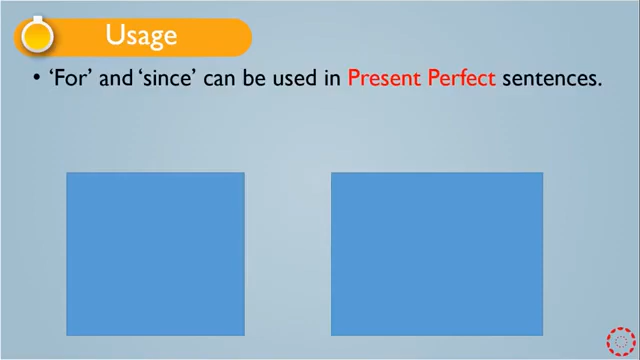 Usage
• ‘For’ and ‘since’ can be used in Present Perfect sentences.